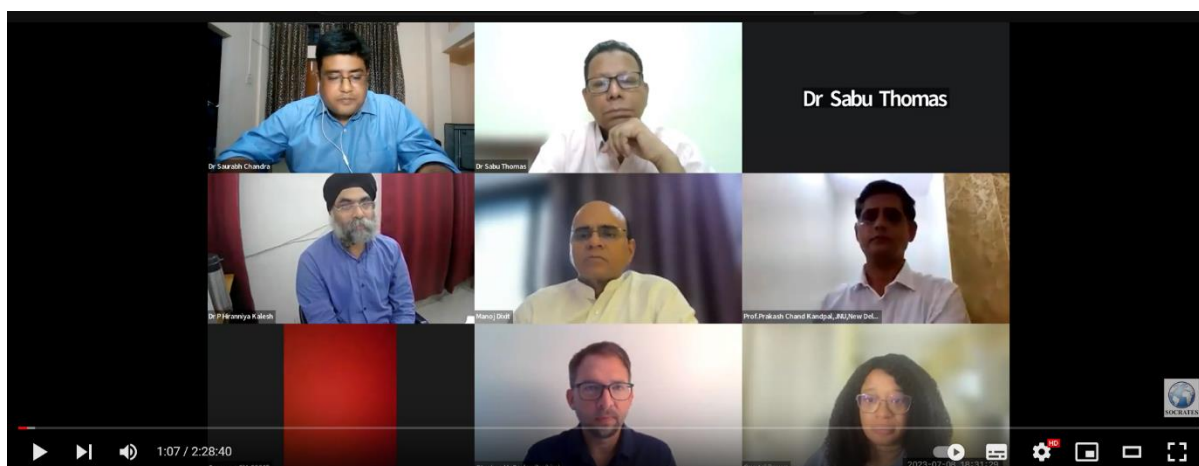 Dr Sabu Thomas
Dr Saurabh Chandra
Dr Sabu Thomas
Dr P Hiranniya Kalesh
Manoj Dixit
Prof.Prakash Chand Kandpal, JNU,New Del...
SOCRATES
1:07 / 2:28:40
HD